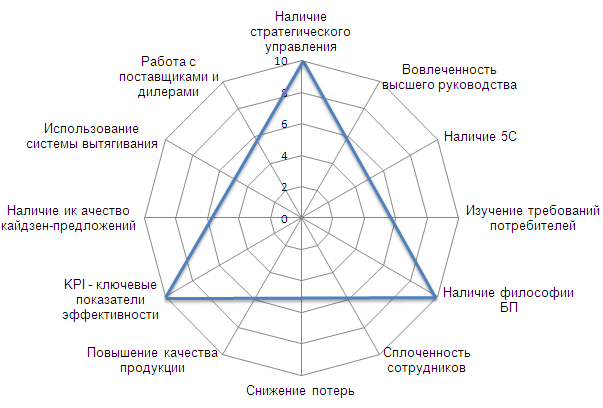 Наличие
стратегического
управления
Вовлеченность
высшего руководства
Наличие 5С
Изучение требований
потребителей
Наличие философии
БП
Сплоченность
сотрудников
Снижение потерь
Повышение качества
продукции
KPI - ключевые
показатели
эффективности
Наличие ик ачество
кайдзен-предложений
Использование
системы вытягивания
Работа с
поставщиками и
дилерами
10
8
6
4
2
0